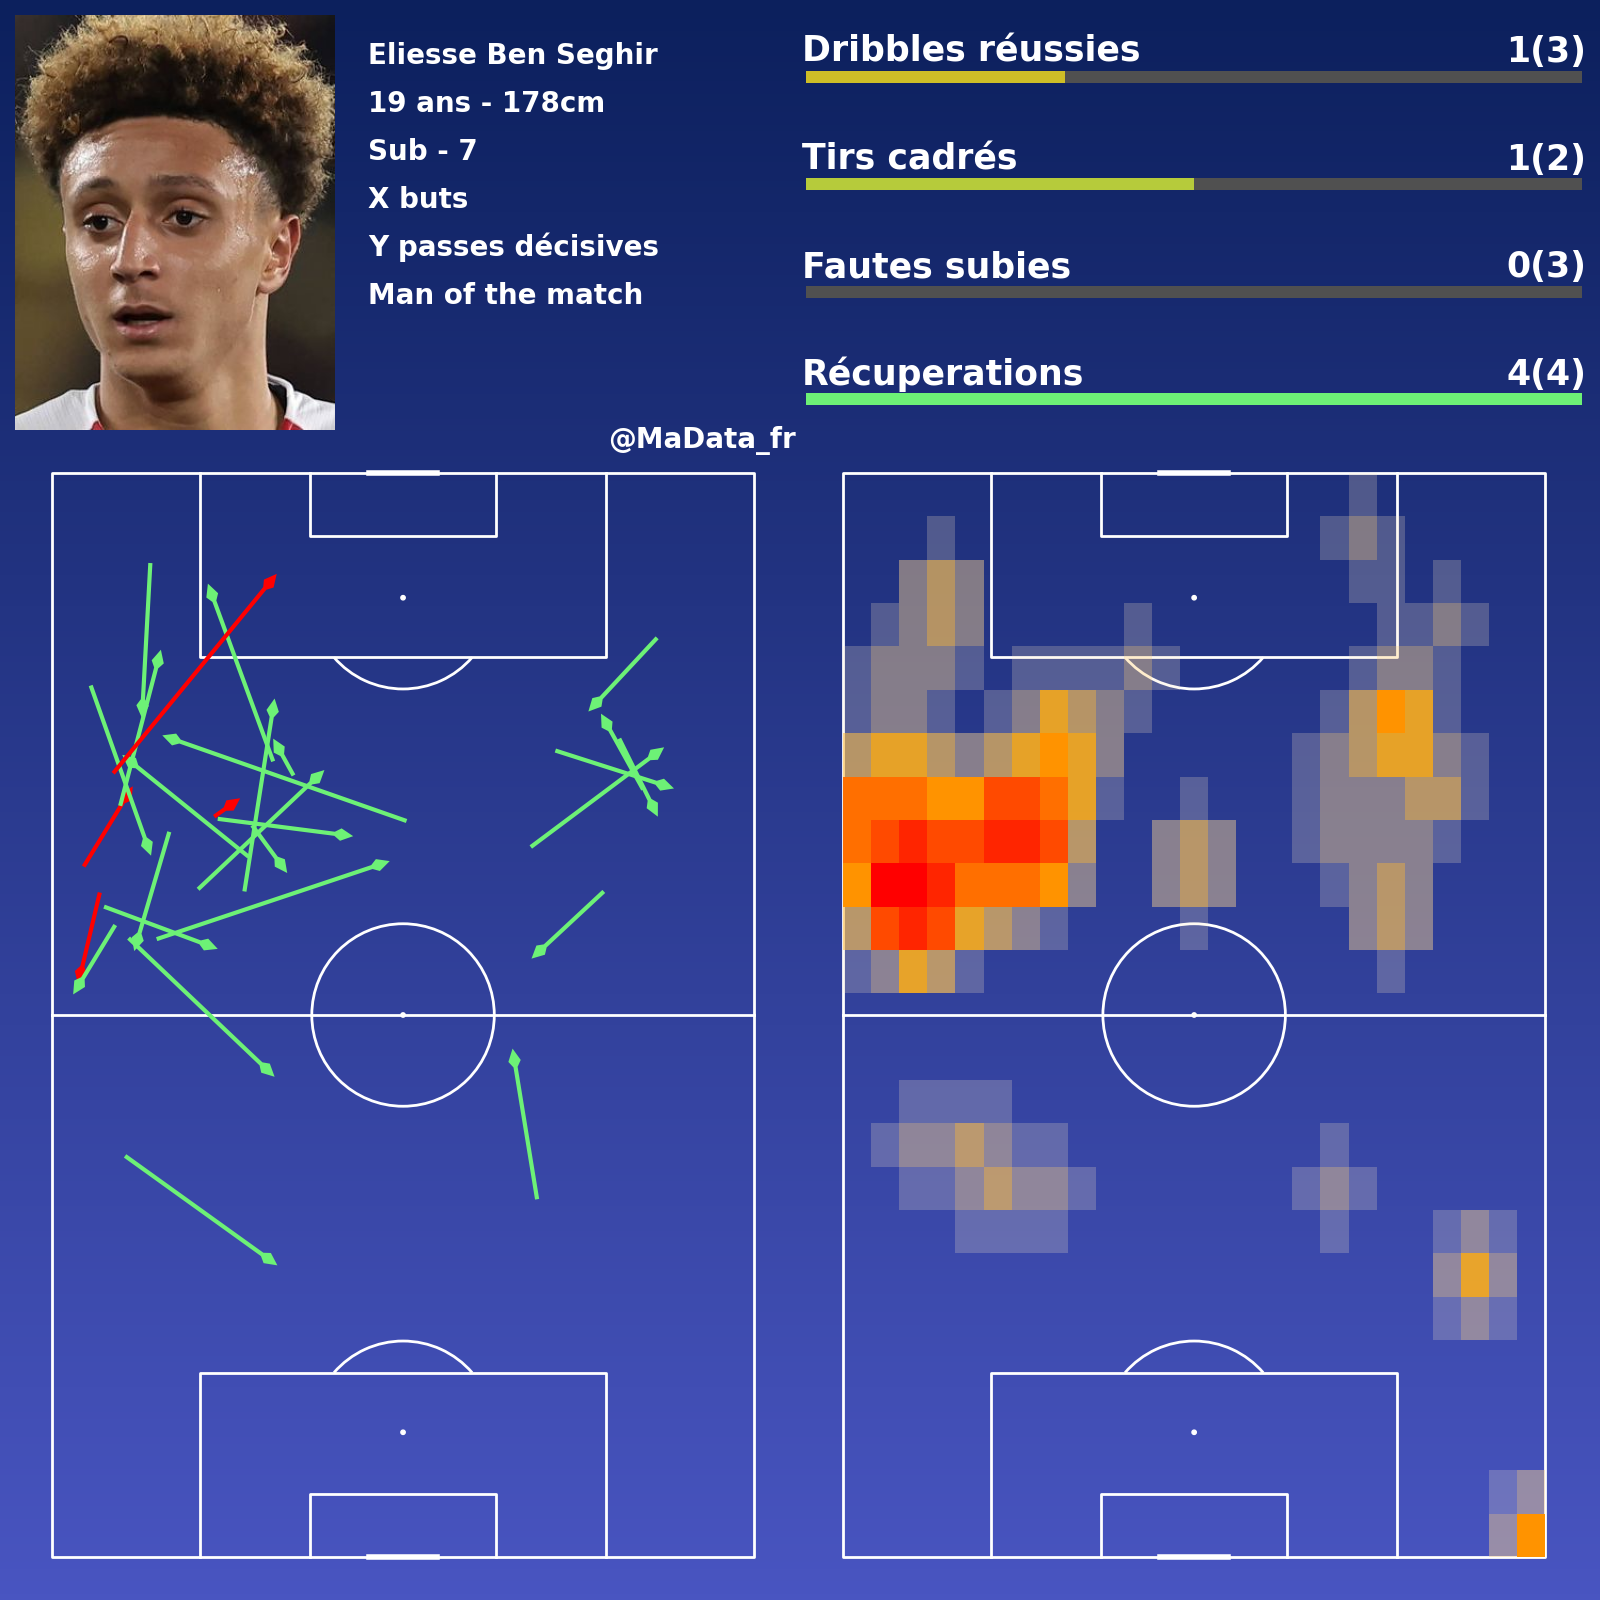 Eliesse Ben Seghir
19 ans - 178cm
Sub - 7
X buts
Y passes décisives
Man of the match
Dribbles réussies 1(3)
Tirs cadrés 1(2)
Fautes subies 0(3)
Récuperations 4(4)
@MaData_fr